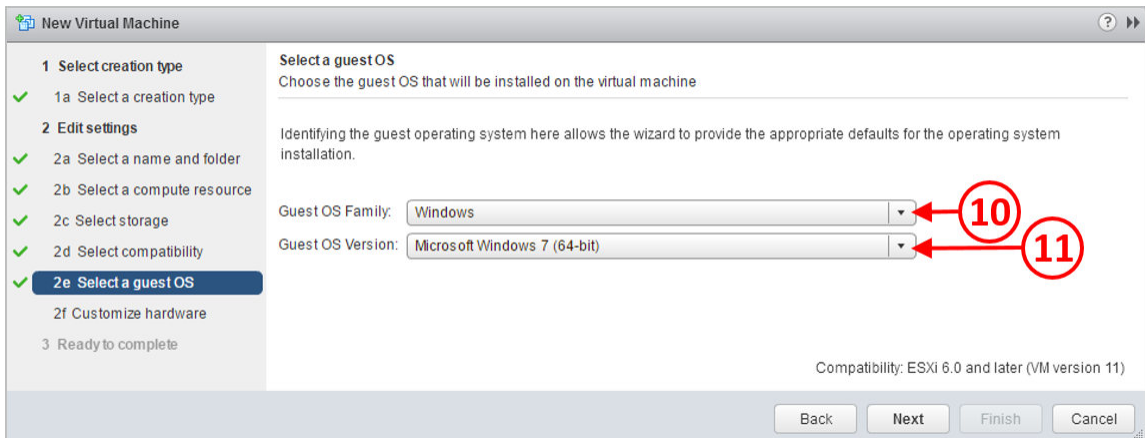 New Virtual Machine
?
1 Select creation type
1a Select a creation type
2 Edit settings
2a Select a name and folder
2b Select a compute resource
2c Select storage
2d Select compatibility
2e Select a guest OS
2f Customize hardware
3 Ready to complete
Select a guest OS
Choose the guest OS that will be installed on the virtual machine
Identifying the guest operating system here allows the wizard to provide the appropriate defaults for the operating system
installation.
Guest OS Family: Windows 10
Guest OS Version: Microsoft Windows 7 (64-bit) 11
Compatibility: ESXi 6.0 and later (VM version 11)
Back Next Finish Cancel